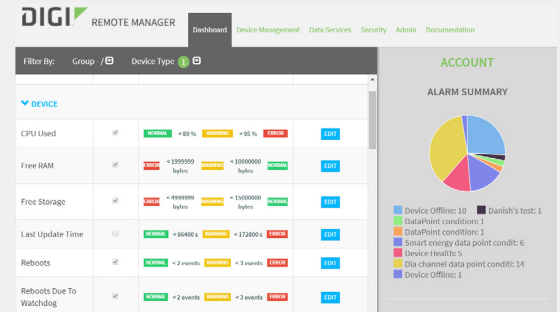 DIGI REMOTE MANAGER Dashboard Device Management Data Services Security Admin Documentation
Filter By: Group - / Device Type 1
ACCOUNT
DEVICE
CPU Used NORMAL < 89 % WARNING < 95 % ERROR EDIT
Free RAM ERROR < 1999999 bytes WARNING < 10000000 bytes NORMAL EDIT
Free Storage ERROR < 4999999 bytes WARNING < 15000000 bytes NORMAL EDIT
Last Update Time NORMAL < 86400 s WARNING < 172800 s ERROR EDIT
Reboots NORMAL < 2 events WARNING < 3 events ERROR EDIT
Reboots Due To Watchdog NORMAL < 2 events WARNING < 3 events ERROR EDIT
ALARM SUMMARY
Device Offline: 10 Danish's test: 1
DataPoint condition: 1
DataPoint condition: 1
Smart energy data point condit: 6
Device Health: 5
Dia channel data point conditi: 14
Device Offline: 1